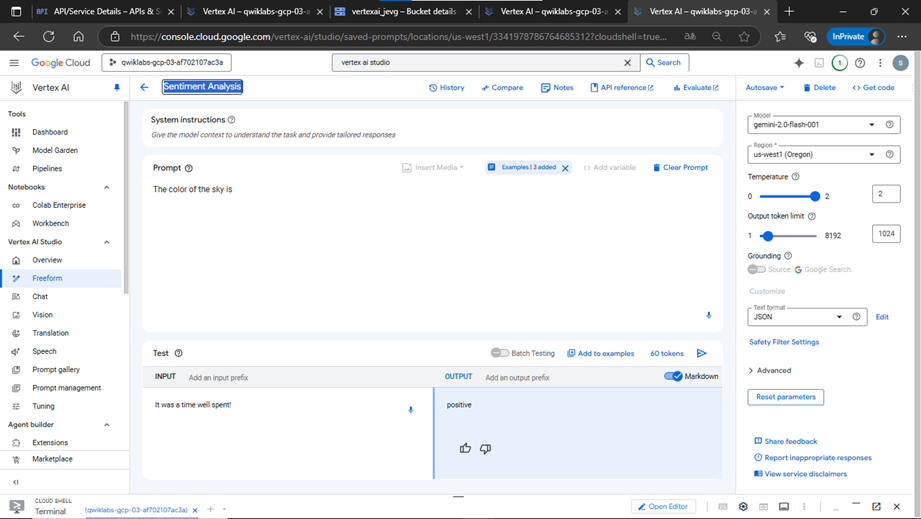 API API/Service Details – APIs & S
Vertex AI – qwiklabs-gcp-03-a
vertexai_jevg – Bucket details
Vertex AI – qwiklabs-gcp-03-a
Vertex AI – qwiklabs-gcp-03-a
https://console.cloud.google.com/vertex-ai/studio/saved-prompts/locations/us-west1/3341978786764685312?cloudshell=true...
InPrivate
Google Cloud
qwiklabs-gcp-03-af702107ac3a
vertex ai studio
Search
1
S
Vertex AI
Sentiment Analysis
History
Compare
Notes
API reference
Evaluate
Autosave
Delete
Get code
Tools
Dashboard
Model Garden
Pipelines
Notebooks
Colab Enterprise
Workbench
Vertex AI Studio
Overview
Freeform
Chat
Vision
Translation
Speech
Prompt gallery
Prompt management
Tuning
Agent builder
Extensions
Marketplace
System instructions
Give the model context to understand the task and provide tailored responses
Prompt
Insert Media
Examples | 3 added
Add variable
Clear Prompt
The color of the sky is
Test
Batch Testing
Add to examples
60 tokens
INPUT Add an input prefix
OUTPUT Add an output prefix
Markdown
It was a time well spent!
positive
Model
gemini-2.0-flash-001
Region *
us-west1 (Oregon)
Temperature
0 2 2
Output token limit
1 8192 1024
Grounding
Source: Google Search
Customize
Text format
JSON
Edit
Safety Filter Settings
Advanced
Reset parameters
Share feedback
Report inappropriate responses
View service disclaimers
CLOUD SHELL
Terminal
(qwiklabs-gcp-03-af702107ac3a)
Open Editor